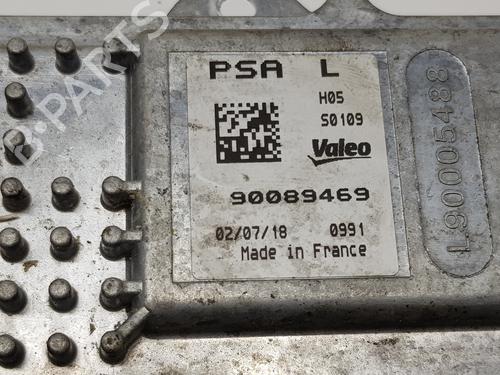 PSA L
H05
S0109
Valeo
90089469
02/07/18 0991
Made in France
L90005488
B-PARTS